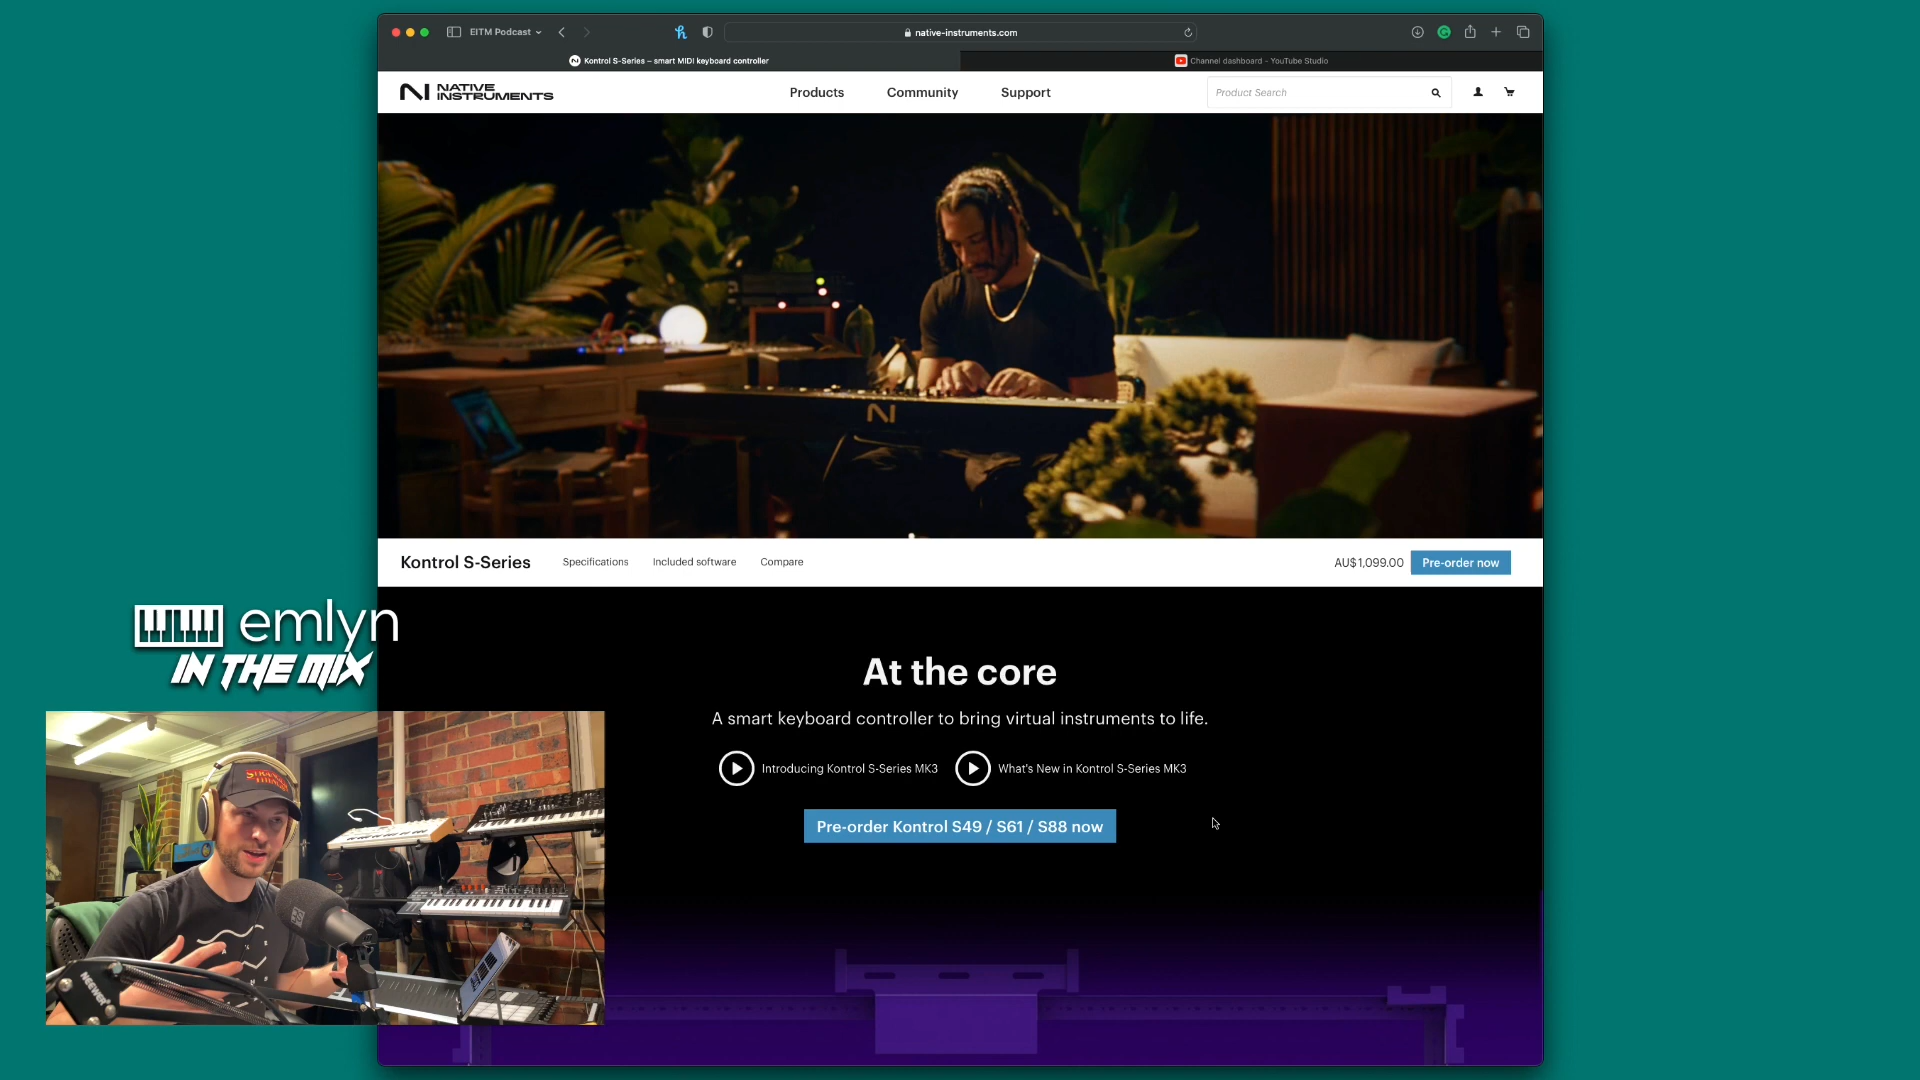 EITM Podcast
native-instruments.com
Kontrol S-Series – smart MIDI keyboard controller
Channel dashboard - YouTube Studio
NATIVE
INSTRUMENTS
Products
Community
Support
Product Search
Kontrol S-Series
Specifications
Included software
Compare
AU$1,099.00
Pre-order now
emlyn
IN THE MIX
At the core
A smart keyboard controller to bring virtual instruments to life.
Introducing Kontrol S-Series MK3
What's New in Kontrol S-Series MK3
Pre-order Kontrol S49 / S61 / S88 now
NEEWER